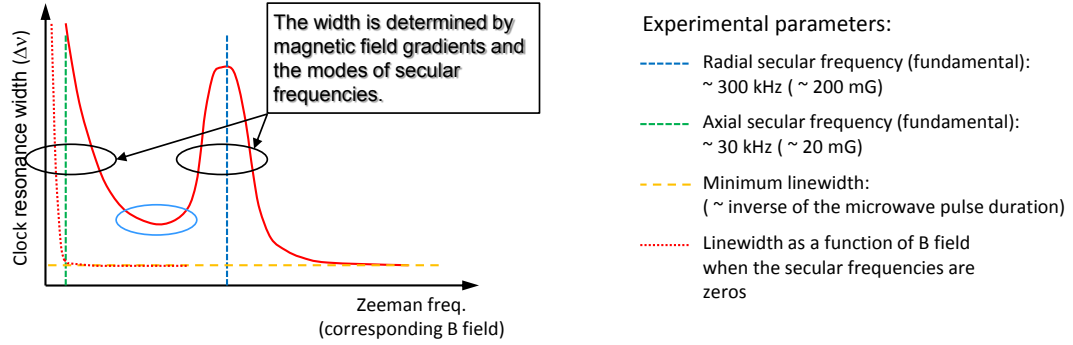 The width is determined by
magnetic field gradients and
the modes of secular
frequencies.
Clock resonance width (Δν)
Zeeman freq.
(corresponding B field)
Experimental parameters:
Radial secular frequency (fundamental):
~ 300 kHz ( ~ 200 mG)
Axial secular frequency (fundamental):
~ 30 kHz ( ~ 20 mG)
Minimum linewidth:
( ~ inverse of the microwave pulse duration)
Linewidth as a function of B field
when the secular frequencies are
zeros